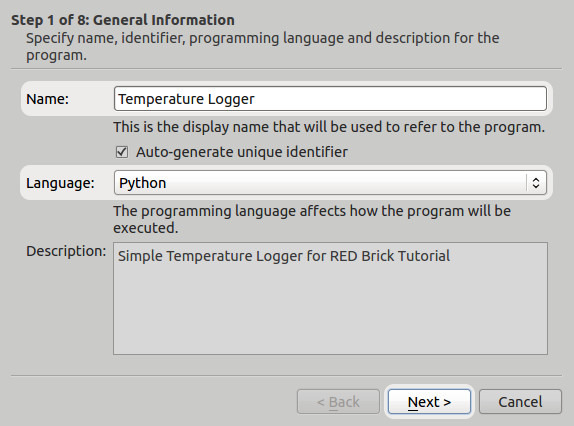 Step 1 of 8: General Information
Specify name, identifier, programming language and description for the
program.
Name: Temperature Logger
This is the display name that will be used to refer to the program.
Auto-generate unique identifier
Language: Python
The programming language affects how the program will be
executed.
Description: Simple Temperature Logger for RED Brick Tutorial
< Back Next > Cancel